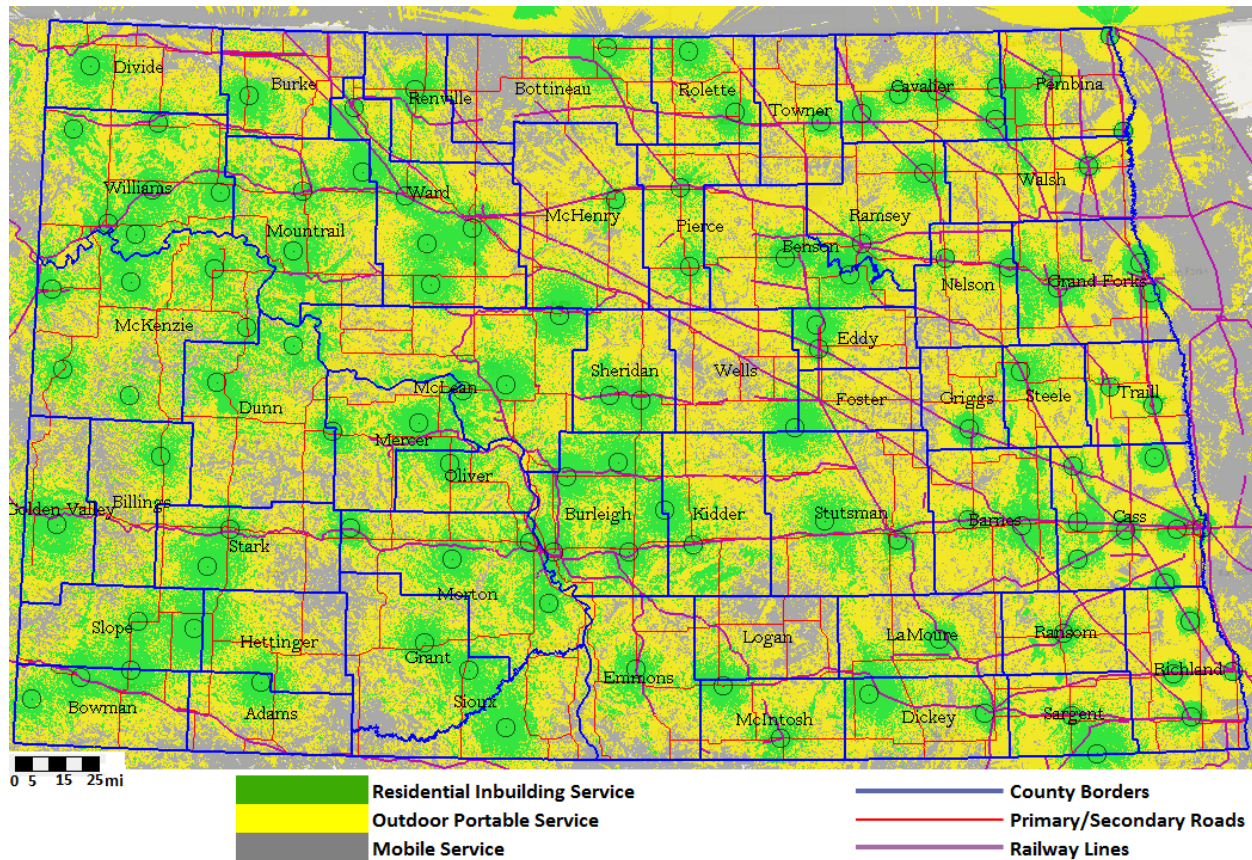 Divide
Burke
Renville
Bottineau
Rolette
Towner
Cavalier
Pembina
Williams
Ward
McHenry
Pierce
Ramsey
Walsh
Mountrail
Benson
Nelson
Grand Forks
McKenzie
Eddy
Dunn
McLean
Sheridan
Wells
Foster
Griggs
Steele
Traill
Mercer
Oliver
Golden Valley
Billings
Stark
Burleigh
Kidder
Stutsman
Barnes
Cass
Morton
Slope
Hettinger
Grant
Logan
LaMoure
Ransom
Richland
Emmons
Sioux
Bowman
Adams
McIntosh
Dickey
Sargent
0 5 15 25mi
Residential Inbuilding Service
County Borders
Outdoor Portable Service
Primary/Secondary Roads
Mobile Service
Railway Lines